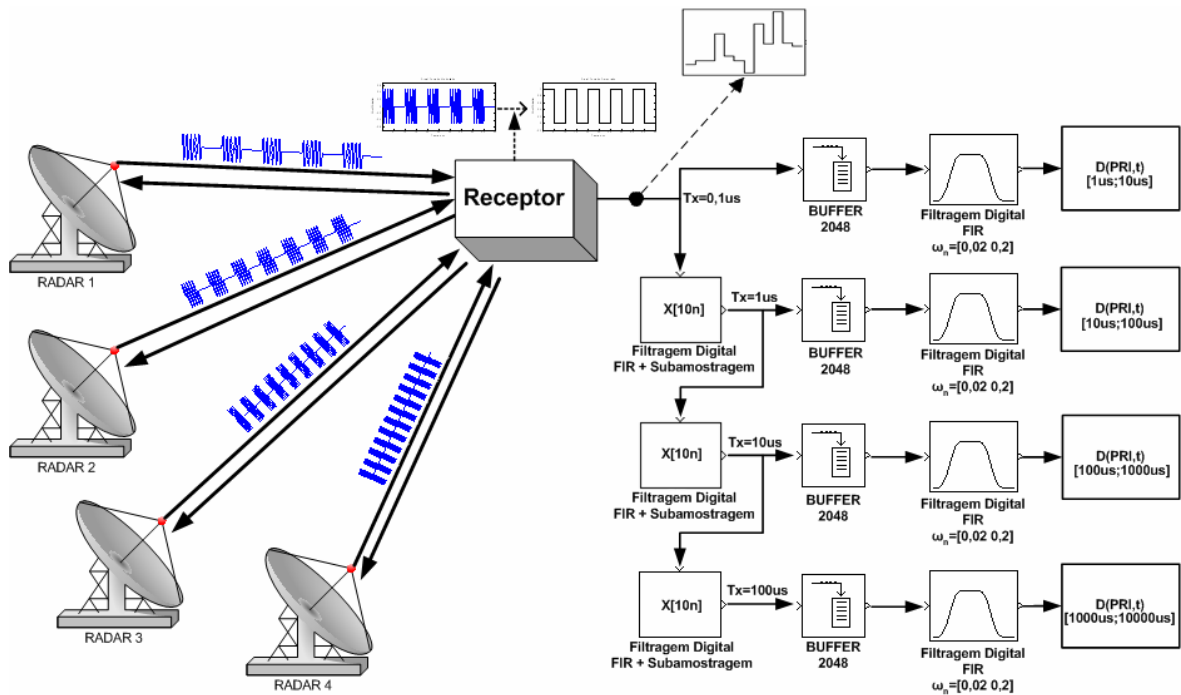 RADAR 1
RADAR 2
RADAR 3
RADAR 4
Receptor
Tx=0,1us
BUFFER
2048
Filtragem Digital
FIR
ωn=[0,02 0,2]
D(PRI,t)
[1us;10us]
X[10n]
Filtragem Digital
FIR + Subamostragem
Tx=1us
BUFFER
2048
Filtragem Digital
FIR
ωn=[0,02 0,2]
D(PRI,t)
[10us;100us]
X[10n]
Filtragem Digital
FIR + Subamostragem
Tx=10us
BUFFER
2048
Filtragem Digital
FIR
ωn=[0,02 0,2]
D(PRI,t)
[100us;1000us]
X[10n]
Filtragem Digital
FIR + Subamostragem
Tx=100us
BUFFER
2048
Filtragem Digital
FIR
ωn=[0,02 0,2]
D(PRI,t)
[1000us;10000us]